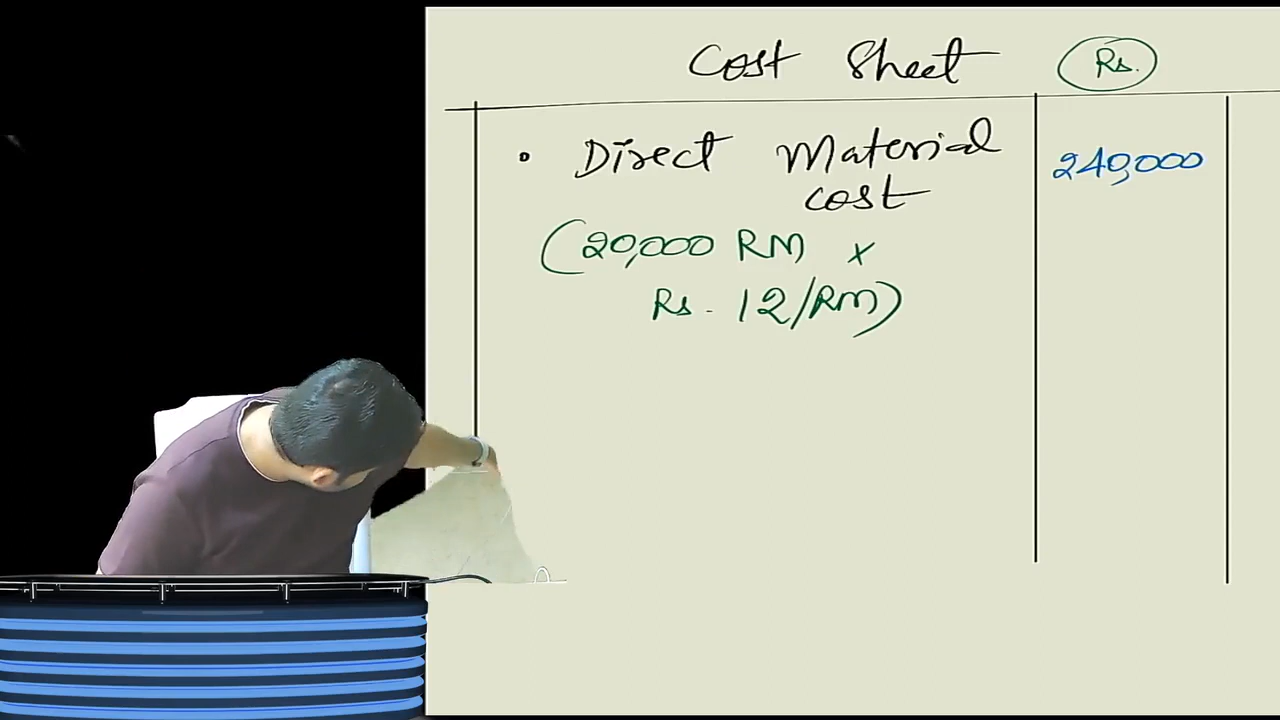 Cost Sheet Rs.
• Direct Material 240,000
cost
(20,000 RM ×
Rs. 12/RM)